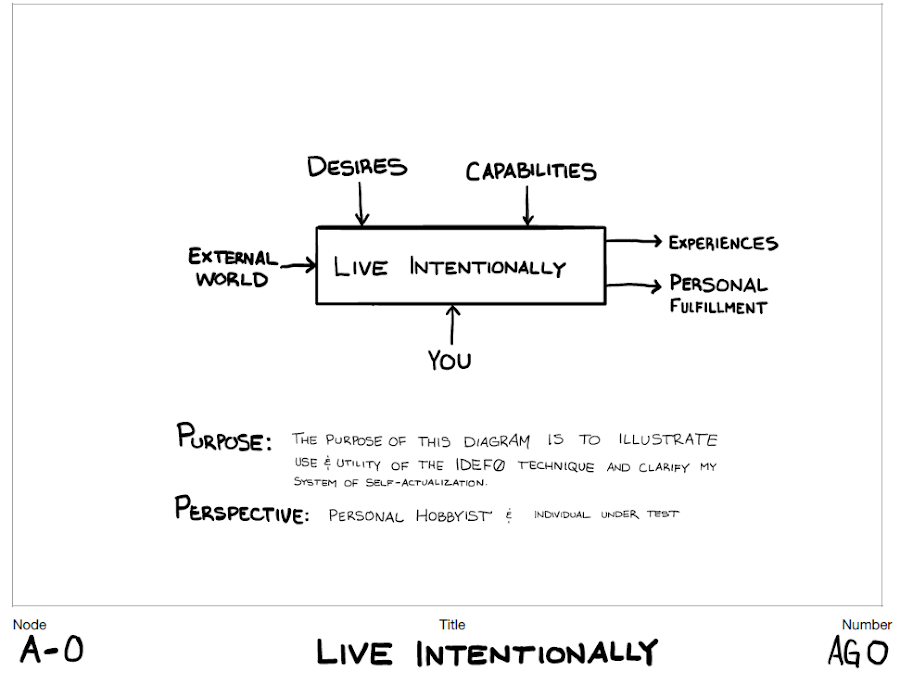 DESIRES
CAPABILITIES
EXTERNAL
WORLD
LIVE INTENTIONALLY
EXPERIENCES
PERSONAL
FULFILLMENT
YOU
PURPOSE: THE PURPOSE OF THIS DIAGRAM IS TO ILLUSTRATE
USE & UTILITY OF THE IDEFØ TECHNIQUE AND CLARIFY MY
SYSTEM OF SELF-ACTUALIZATION.
PERSPECTIVE: PERSONAL HOBBYIST & INDIVIDUAL UNDER TEST
Node Title Number
A-0 LIVE INTENTIONALLY AG0